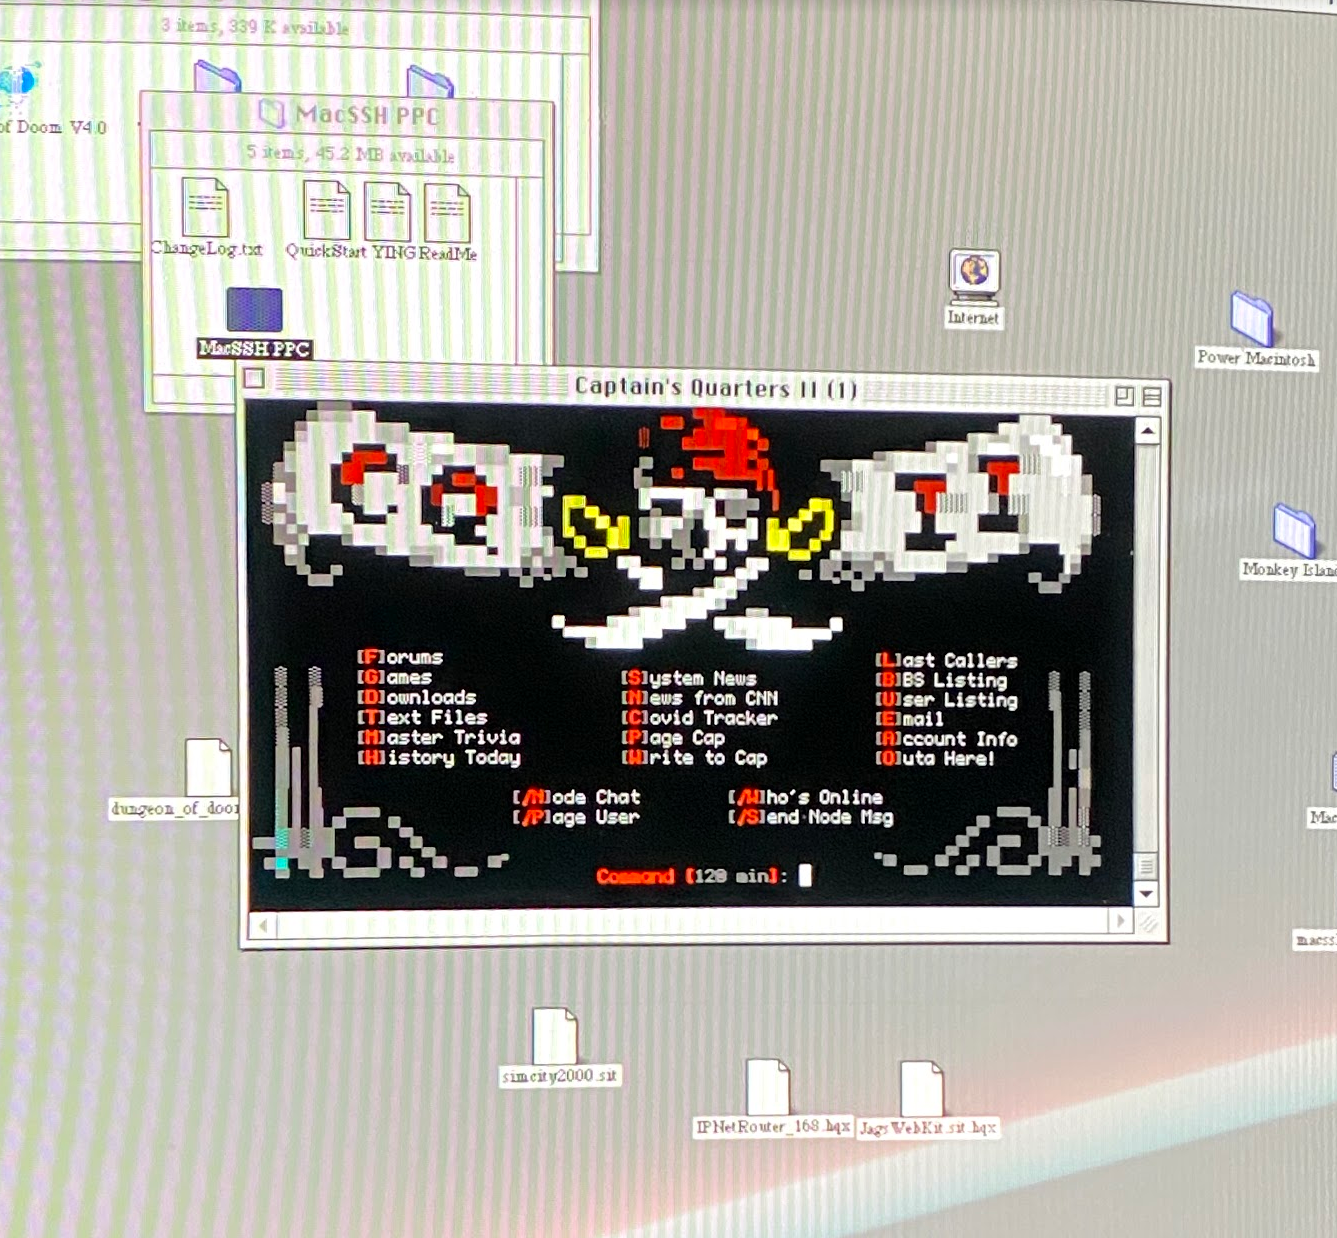 3 items, 339 K available
of Doom V4.0
MacSSH PPC
5 items, 45.2 MB available
ChangeLog.txt
QuickStart
YING
ReadMe
MacSSH PPC
Internet
Power Macintosh
Captain's Quarters II (1)
[F]orums
[G]ames
[D]ownloads
[T]ext Files
[M]aster Trivia
[H]istory Today
[S]ystem News
[N]ews from CNN
[C]ovid Tracker
[P]age Cap
[W]rite to Cap
[L]ast Callers
[B]BS Listing
[U]ser Listing
[E]mail
[A]ccount Info
[O]uta Here!
[/N]ode Chat
[/W]ho's Online
[/P]age User
[/S]end Node Msg
Command [120 min]:
Monkey Islan
dungeon_of_doo
Mac
macss
simcity2000.sit
IPNetRouter_168.hqx
JagsWebKit.sit.hqx